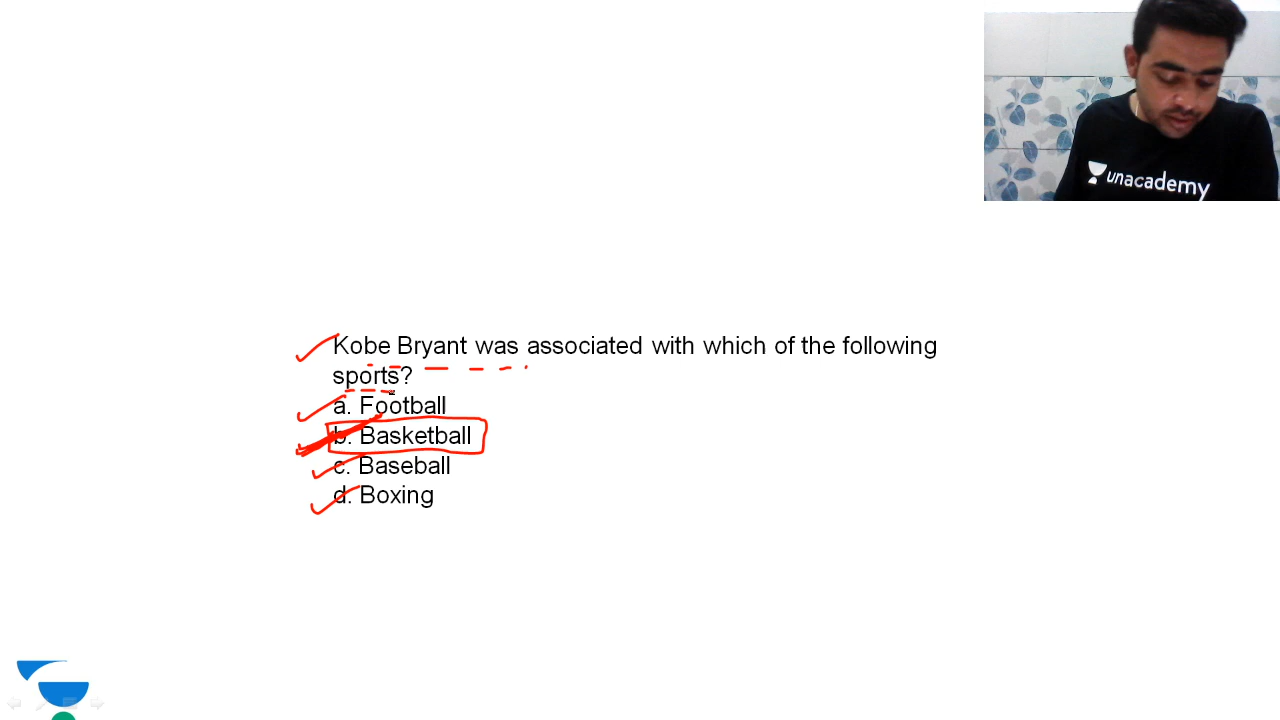 unacademy
Kobe Bryant was associated with which of the following
sports?
a. Football
b. Basketball
c. Baseball
d. Boxing